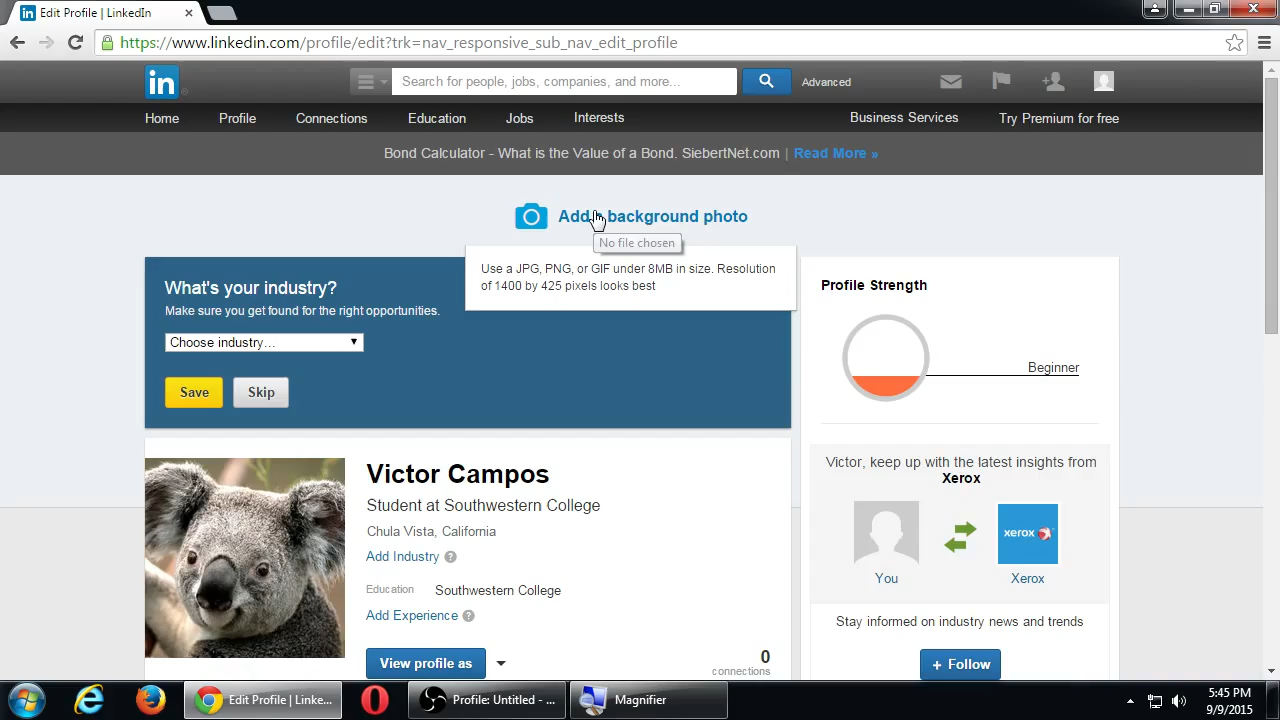 Edit Profile | LinkedIn
https://www.linkedin.com/profile/edit?trk=nav_responsive_sub_nav_edit_profile
in
Search for people, jobs, companies, and more...
Advanced
Home
Profile
Connections
Education
Jobs
Interests
Business Services
Try Premium for free
Bond Calculator - What is the Value of a Bond. SiebertNet.com | Read More »
Add background photo
No file chosen
Use a JPG, PNG, or GIF under 8MB in size. Resolution
of 1400 by 425 pixels looks best
What's your industry?
Make sure you get found for the right opportunities.
Choose industry...
Save
Skip
Profile Strength
Beginner
Victor Campos
Student at Southwestern College
Chula Vista, California
Add Industry ?
Education Southwestern College
Add Experience ?
View profile as
0
connections
Victor, keep up with the latest insights from
Xerox
xerox
You
Xerox
Stay informed on industry news and trends
+ Follow
Edit Profile | Linke...
Profile: Untitled - ...
Magnifier
5:45 PM
9/9/2015